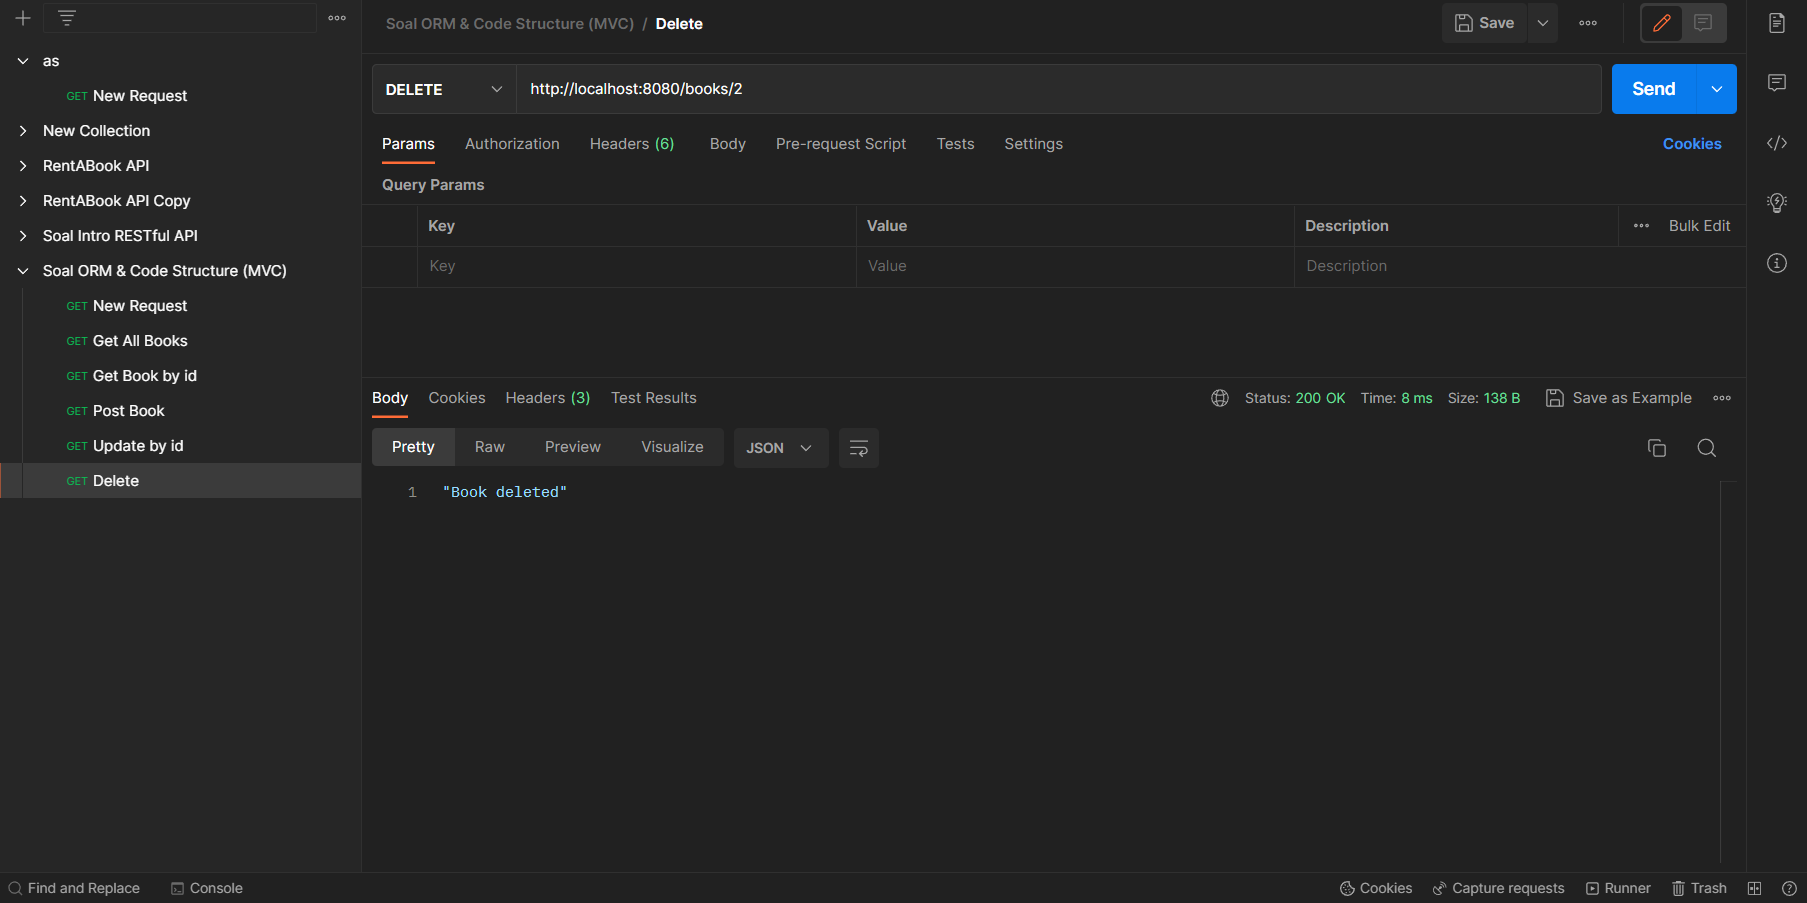 Soal ORM & Code Structure (MVC) / Delete
Save
as
GET New Request
New Collection
RentABook API
RentABook API Copy
Soal Intro RESTful API
Soal ORM & Code Structure (MVC)
GET New Request
GET Get All Books
GET Get Book by id
GET Post Book
GET Update by id
GET Delete
DELETE http://localhost:8080/books/2 Send
Params Authorization Headers (6) Body Pre-request Script Tests Settings Cookies
Query Params
Key Value Description Bulk Edit
Key Value Description
Body Cookies Headers (3) Test Results Status: 200 OK Time: 8 ms Size: 138 B Save as Example
Pretty Raw Preview Visualize JSON
1 "Book deleted"
Find and Replace Console Cookies Capture requests Runner Trash